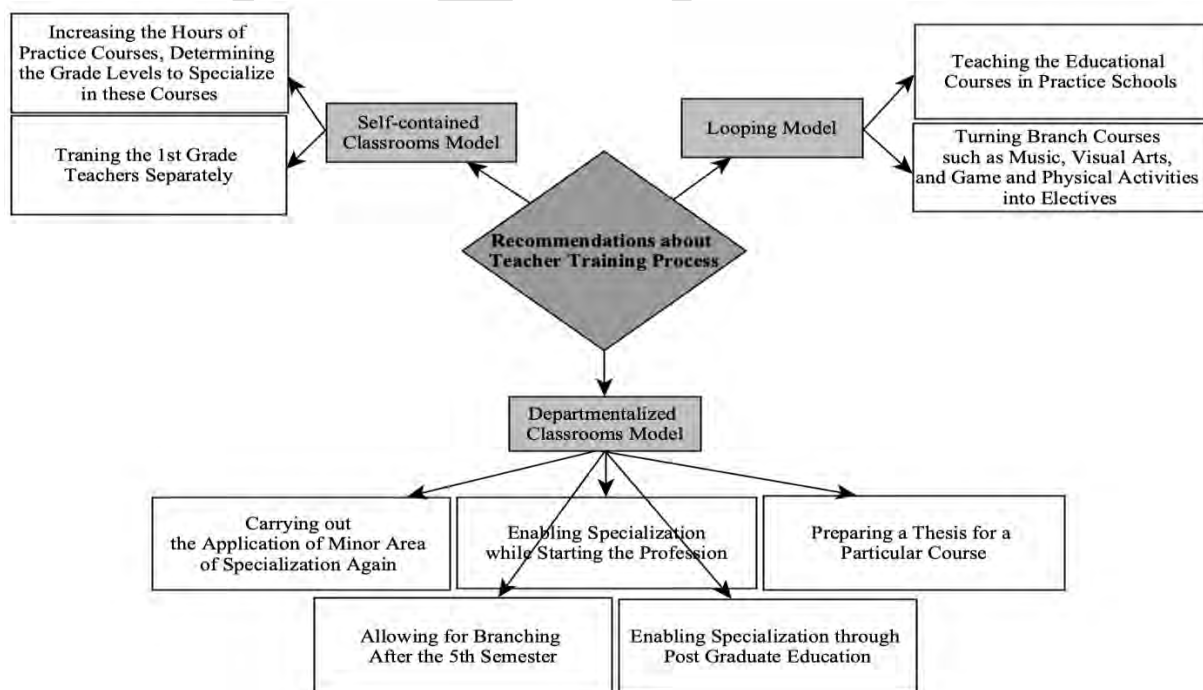 Increasing the Hours of
Practice Courses, Determining
the Grade Levels to Specialize
in these Courses
Traning the 1st Grade
Teachers Separately
Self-contained
Classrooms Model
Looping Model
Teaching the Educational
Courses in Practice Schools
Turning Branch Courses
such as Music, Visual Arts,
and Game and Physical Activities
into Electives
Recommendations about
Teacher Training Process
Departmentalized
Classrooms Model
Carrying out
the Application of Minor Area
of Specialization Again
Enabling Specialization
while Starting the Profession
Preparing a Thesis for a
Particular Course
Allowing for Branching
After the 5th Semester
Enabling Specialization through
Post Graduate Education